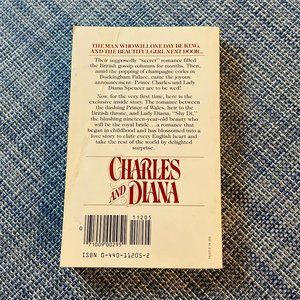 THE MAN WHO WILL ONE DAY BE KING,
AND THE BEAUTIFUL GIRL NEXT DOOR...
Their supposedly "secret" romance filled
the British gossip columns for months. Then,
amid the popping of champagne corks in
Buckingham Palace, came the joyous
announcement: Prince Charles and Lady
Diana Spencer are to be wed!
Now, for the very first time, here is the
exclusive inside story. The romance between
the dashing Prince of Wales, heir to the
British throne, and Lady Diana, "Shy Di,"
the blushing nineteen-year-old beauty who
will be the royal bride. . .a romance that
begun in childhood and has blossomed into a
love story to elate every English heart and
take the rest of the world by delighted
surprise.
CHARLES
AND DIANA
11205
0
71009 00295
ISBN 0-440-11205-2